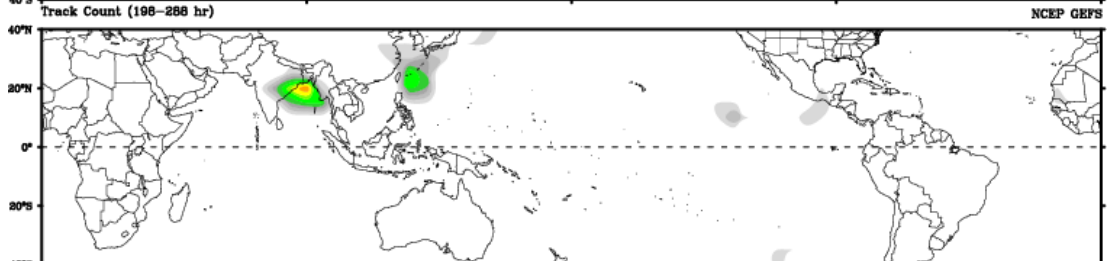 Track Count (198-288 hr)
NCEP GEFS
40°N
20°N
0°
20°S